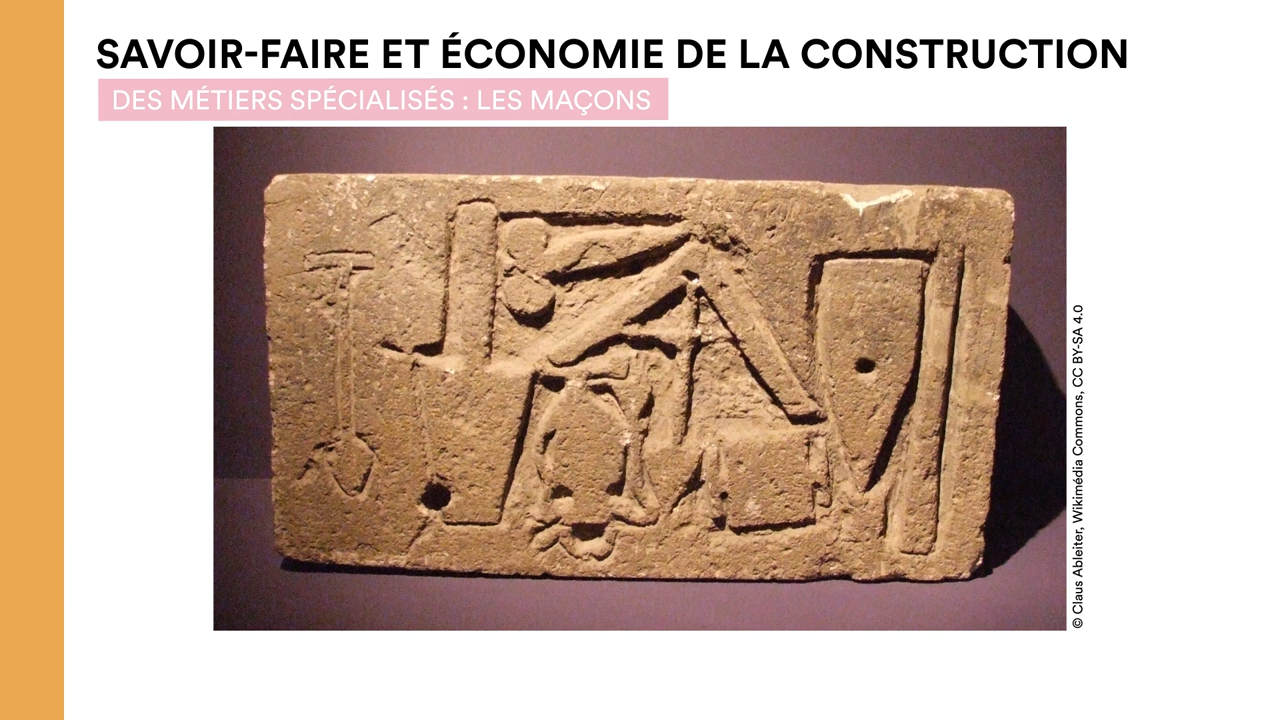 SAVOIR-FAIRE ET ÉCONOMIE DE LA CONSTRUCTION
DES MÉTIERS SPÉCIALISÉS : LES MAÇONS
© Claus Ableiter, Wikimédia Commons, CC BY-SA 4.0